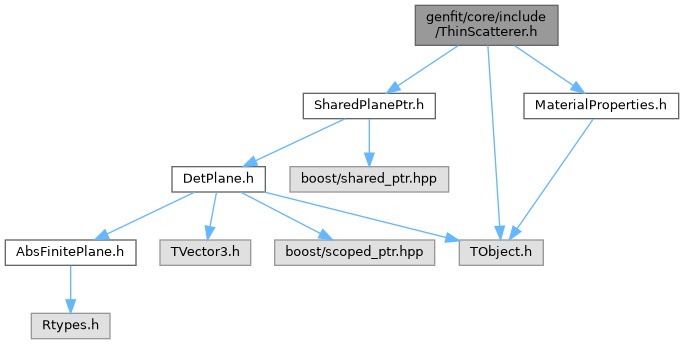 genfit/core/include
/ThinScatterer.h
SharedPlanePtr.h
MaterialProperties.h
DetPlane.h
boost/shared_ptr.hpp
AbsFinitePlane.h
TVector3.h
boost/scoped_ptr.hpp
TObject.h
Rtypes.h